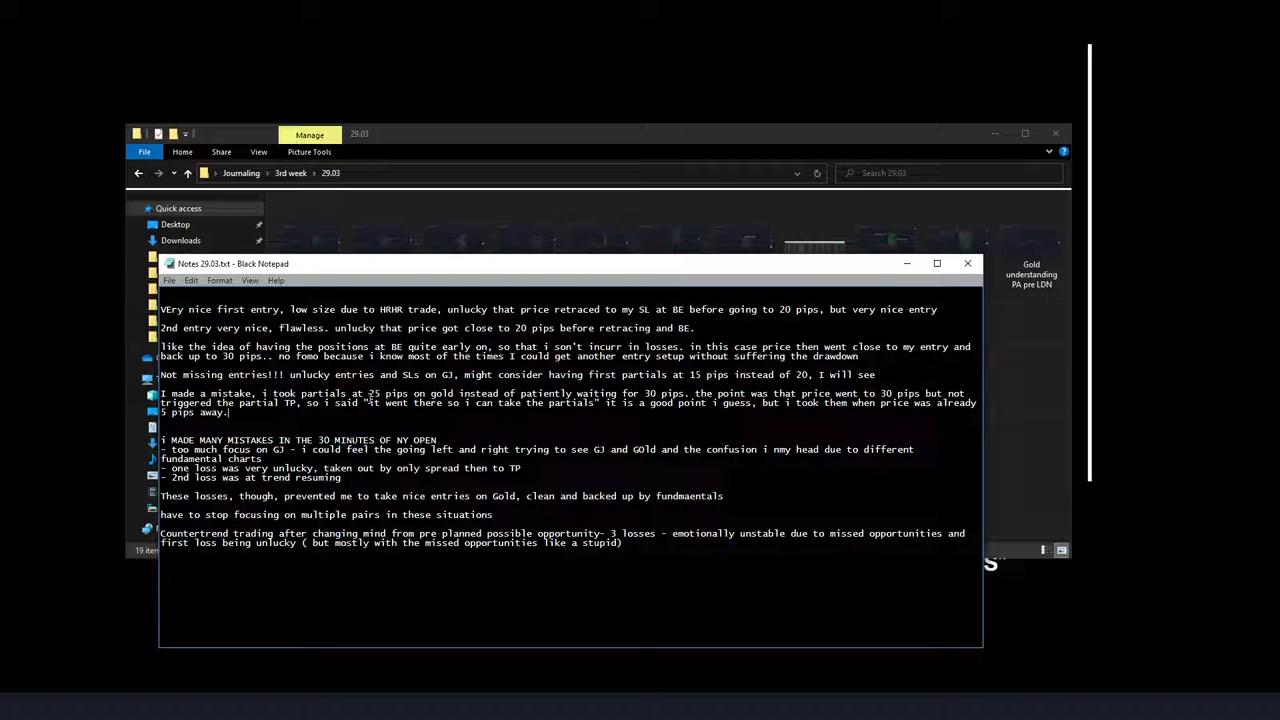 Manage
29.03
File
Home
Share
View
Picture Tools
Journaling
3rd week
29.03
Search 29.03
Quick access
Desktop
Downloads
Gold
understanding
PA pre LDN
Notes 29.03.txt - Black Notepad
File
Edit
Format
View
Help
VEry nice first entry, low size due to HRHR trade, unlucky that price retraced to my SL at BE before going to 20 pips, but very nice entry
2nd entry very nice, flawless. unlucky that price got close to 20 pips before retracing and BE.
like the idea of having the positions at BE quite early on, so that i son't incurr in losses. in this case price then went close to my entry and
back up to 30 pips.. no fomo because i know most of the times I could get another entry setup without suffering the drawdown
Not missing entries!!! unlucky entries and SLs on GJ, might consider having first partials at 15 pips instead of 20, I will see
I made a mistake, i took partials at 25 pips on gold instead of patiently waiting for 30 pips. the point was that price went to 30 pips but not
triggered the partial TP, so i said "it went there so i can take the partials" it is a good point i guess, but i took them when price was already
5 pips away.
i MADE MANY MISTAKES IN THE 30 MINUTES OF NY OPEN
- too much focus on GJ - i could feel the going left and right trying to see GJ and GOld and the confusion i nmy head due to different
fundamental charts
- one loss was very unlucky, taken out by only spread then to TP
- 2nd loss was at trend resuming
These losses, though, prevented me to take nice entries on Gold, clean and backed up by fundmaentals
have to stop focusing on multiple pairs in these situations
Countertrend trading after changing mind from pre planned possible opportunity- 3 losses - emotionally unstable due to missed opportunities and
first loss being unlucky ( but mostly with the missed opportunities like a stupid)